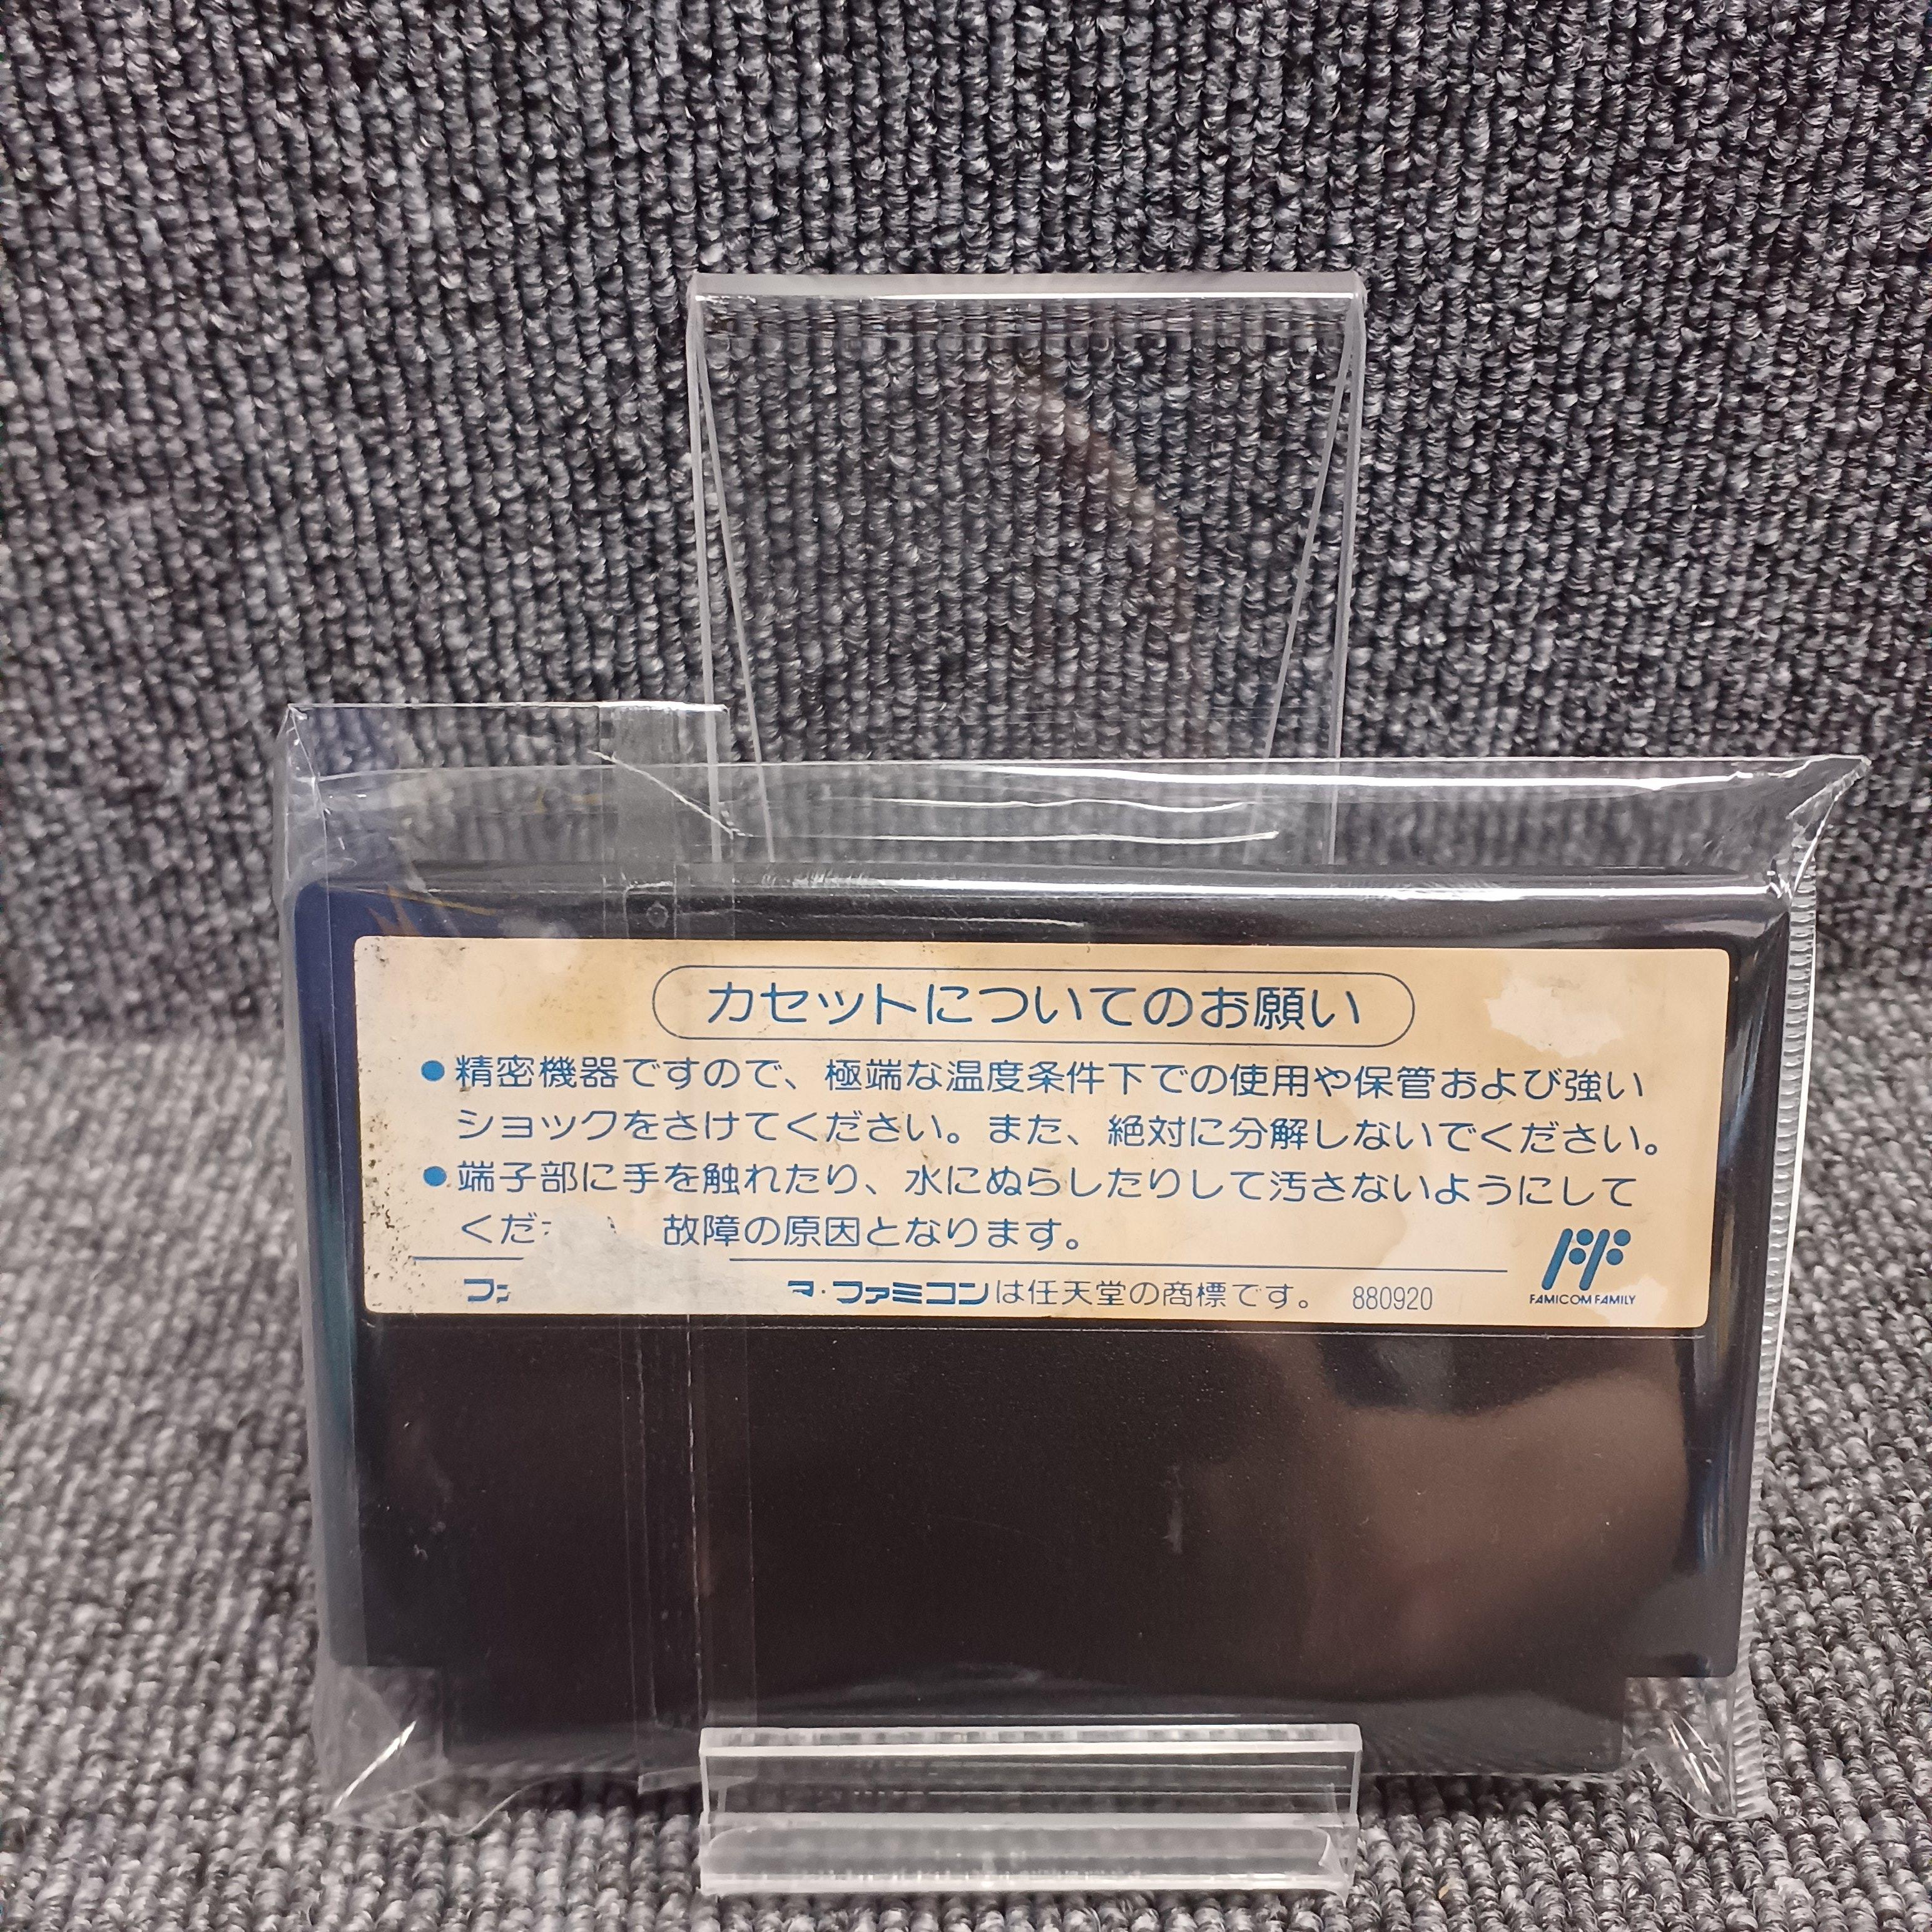 カセットについてのお願い
●精密機器ですので、極端な温度条件下での使用や保管および強い
ショックをさけてください。また、絶対に分解しないでください。
●端子部に手を触れたり、水にぬらしたりして汚さないようにして
くだ 故障の原因となります。
ファ ・ファミコンは任天堂の商標です。 880920
FAMICOM FAMILY